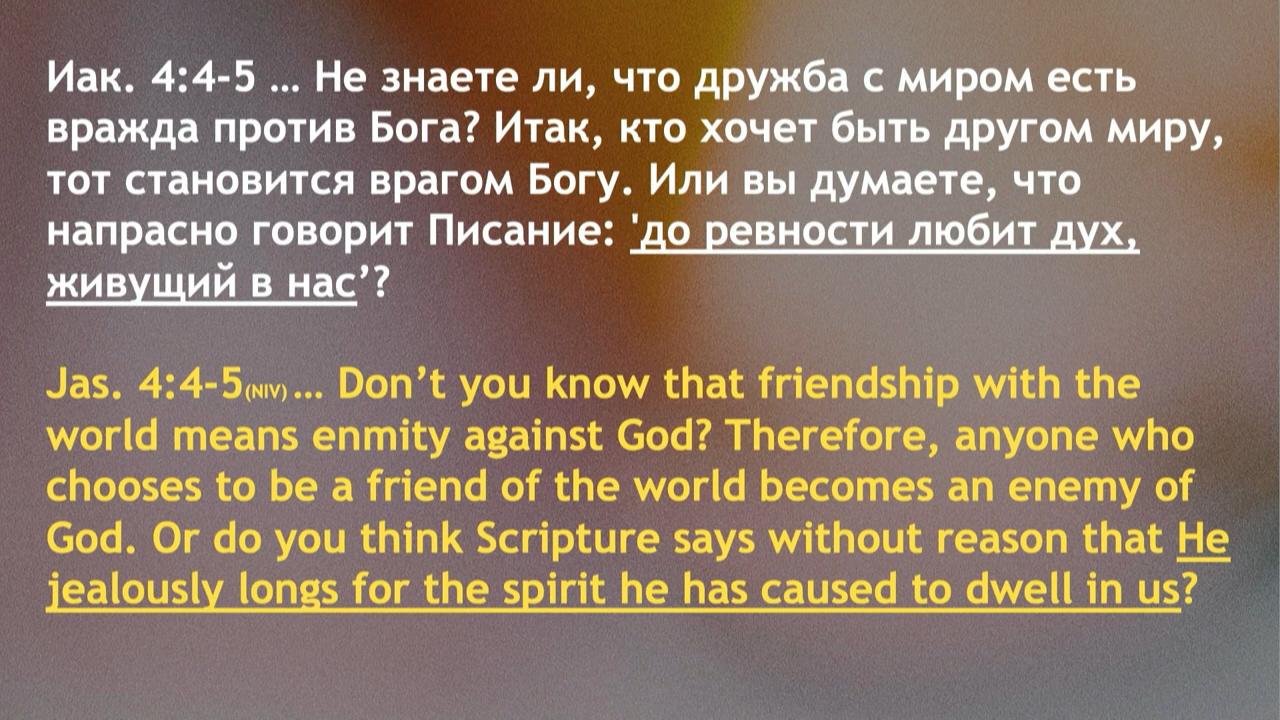 Иак. 4:4-5 ... Не знаете ли, что дружба с миром есть
вражда против Бога? Итак, кто хочет быть другом миру,
тот становится врагом Богу. Или вы думаете, что
напрасно говорит Писание: 'до ревности любит дух,
живущий в нас’?
Jas. 4:4-5(NIV)... Don’t you know that friendship with the
world means enmity against God? Therefore, anyone who
chooses to be a friend of the world becomes an enemy of
God. Or do you think Scripture says without reason that He
jealously longs for the spirit he has caused to dwell in us?